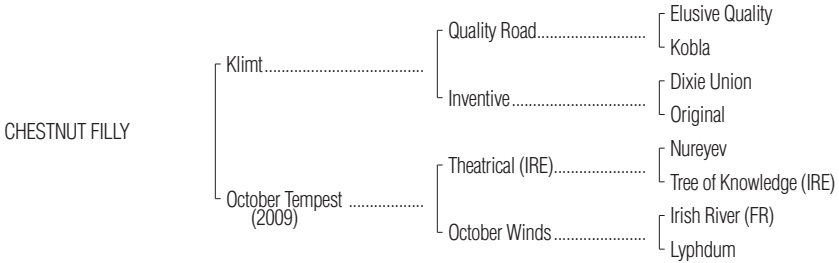 Elusive Quality
Quality Road
Kobla
Klimt
Dixie Union
Inventive
Original
CHESTNUT FILLY
Nureyev
Theatrical (IRE)
Tree of Knowledge (IRE)
October Tempest
(2009)
Irish River (FR)
October Winds
Lyphdum